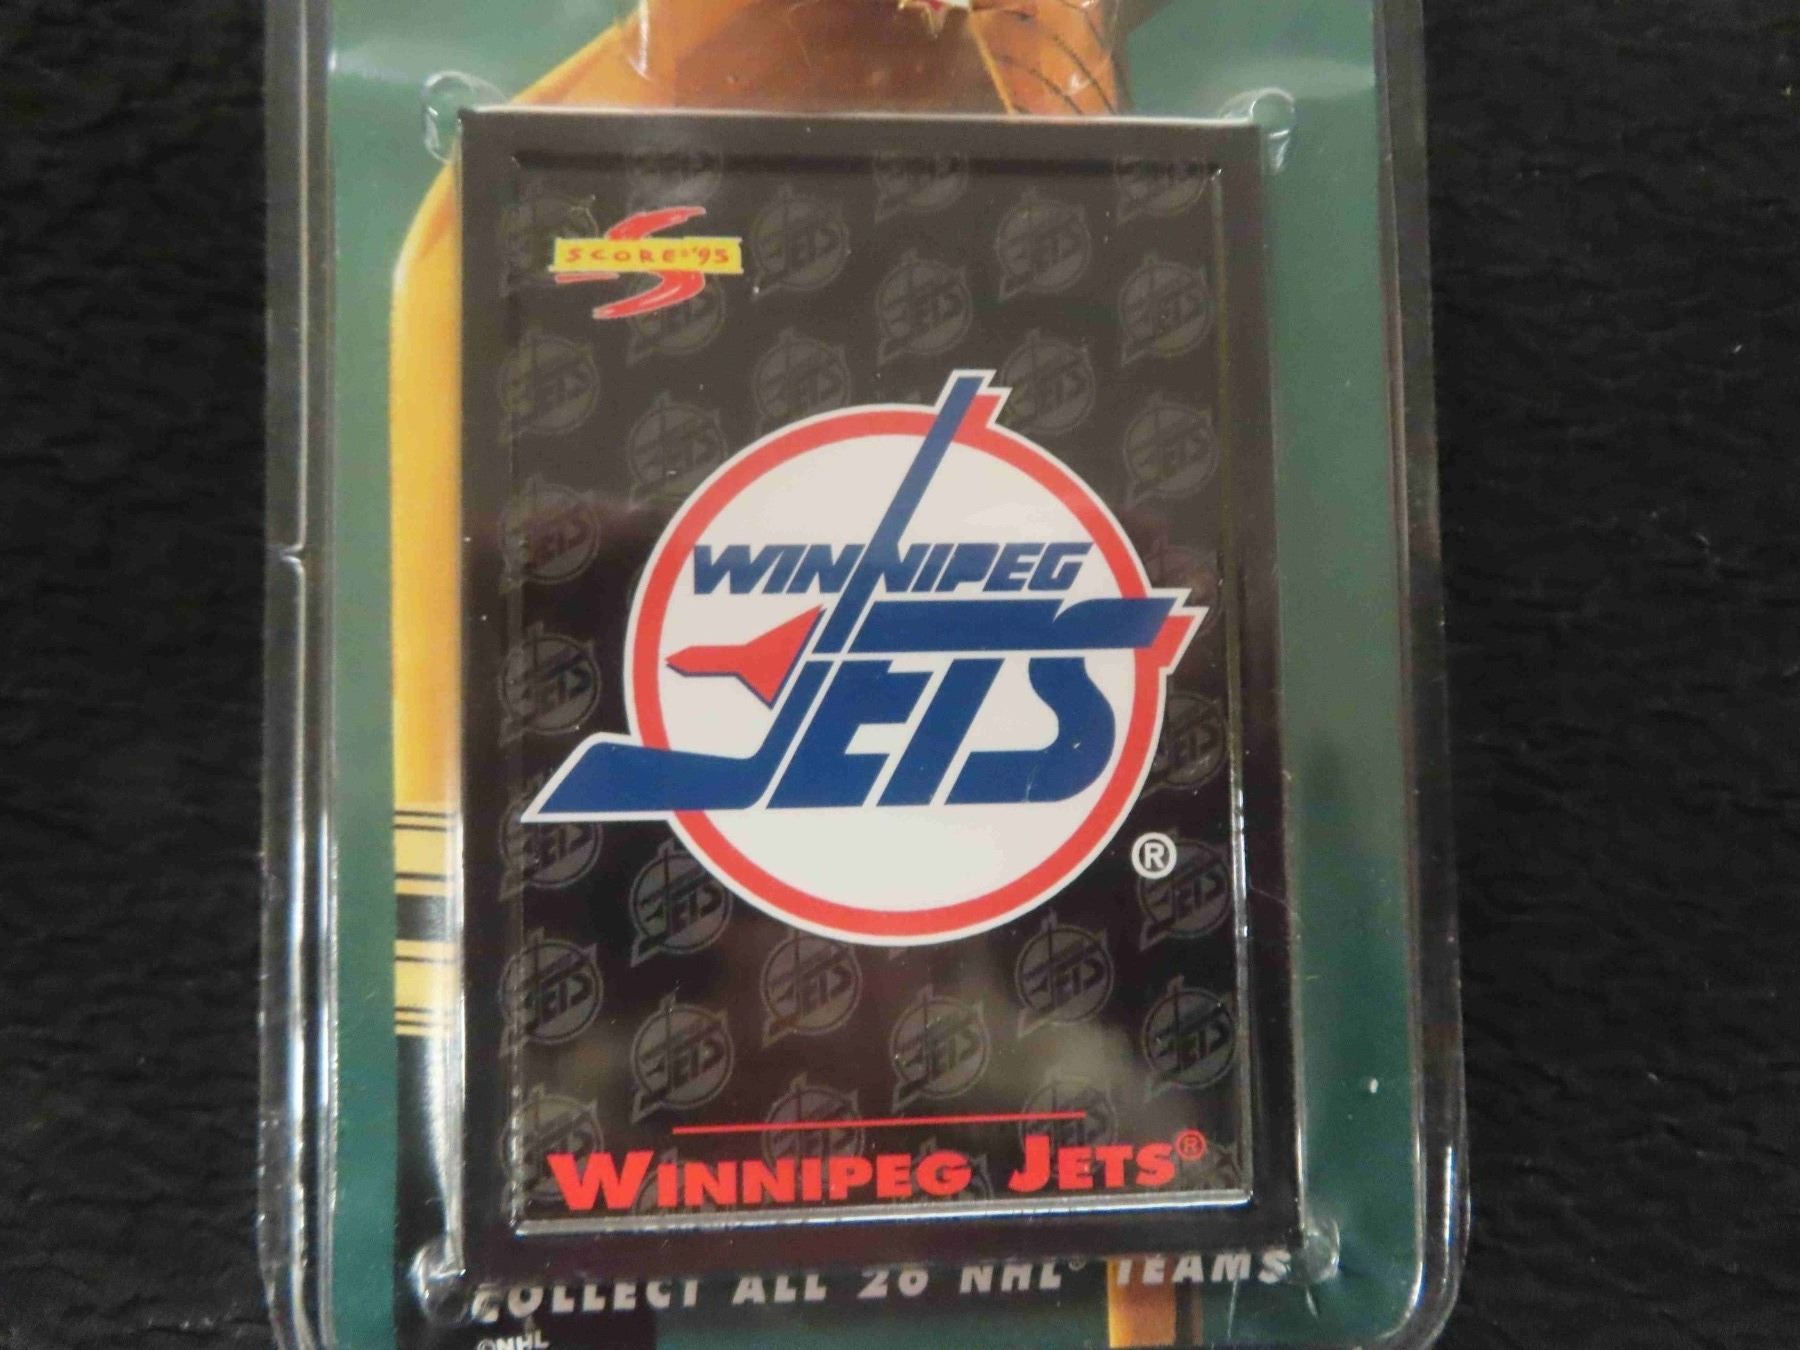 SCORE®'95
WINNIPEG
JETS
®
WINNIPEG JETS®
COLLECT ALL 26 NHL® TEAMS
©NHL